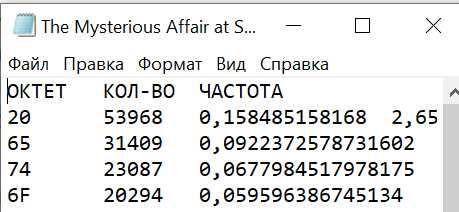 The Mysterious Affair at S...
Файл Правка Формат Вид Справка
ОКТЕТ КОЛ-ВО ЧАСТОТА
20 53968 0,158485158168 2,65
65 31409 0,0922372578731602
74 23087 0,0677984517978175
6F 20294 0,059596386745134